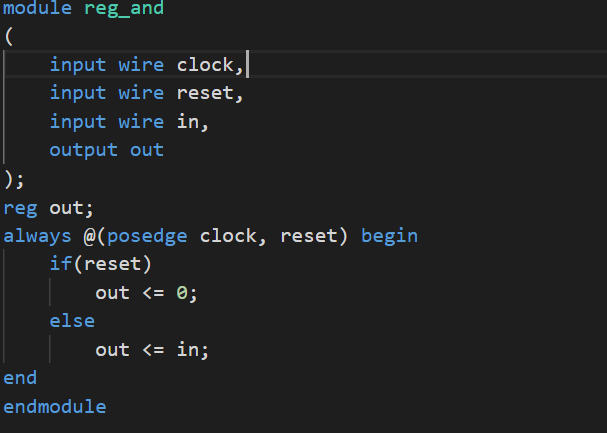 module reg_and
(
    input wire clock,
    input wire reset,
    input wire in,
    output out
);
reg out;
always @(posedge clock, reset) begin
    if(reset)
        out <= 0;
    else
        out <= in;
end
endmodule